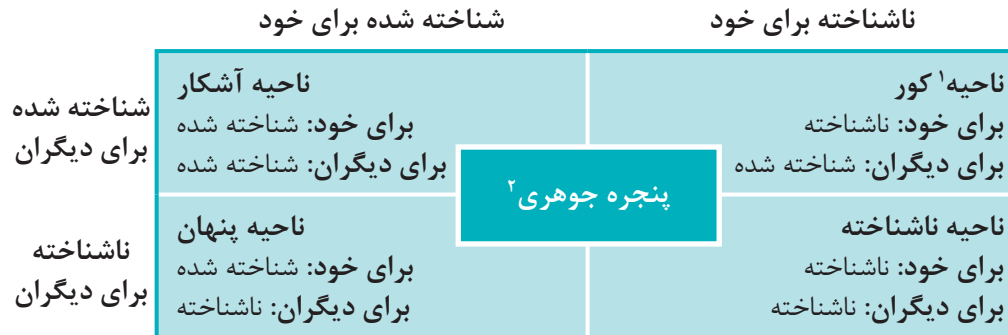 ناشناخته برای خود
شناخته شده برای خود
ناحیه۱ کور
برای خود: ناشناخته
برای دیگران: شناخته شده
ناحیه آشکار
برای خود: شناخته شده
برای دیگران: شناخته شده
شناخته شده
برای دیگران
پنجره جوهری۲
ناحیه ناشناخته
برای خود: ناشناخته
برای دیگران: ناشناخته
ناحیه پنهان
برای خود: شناخته شده
برای دیگران: ناشناخته
ناشناخته
برای دیگران